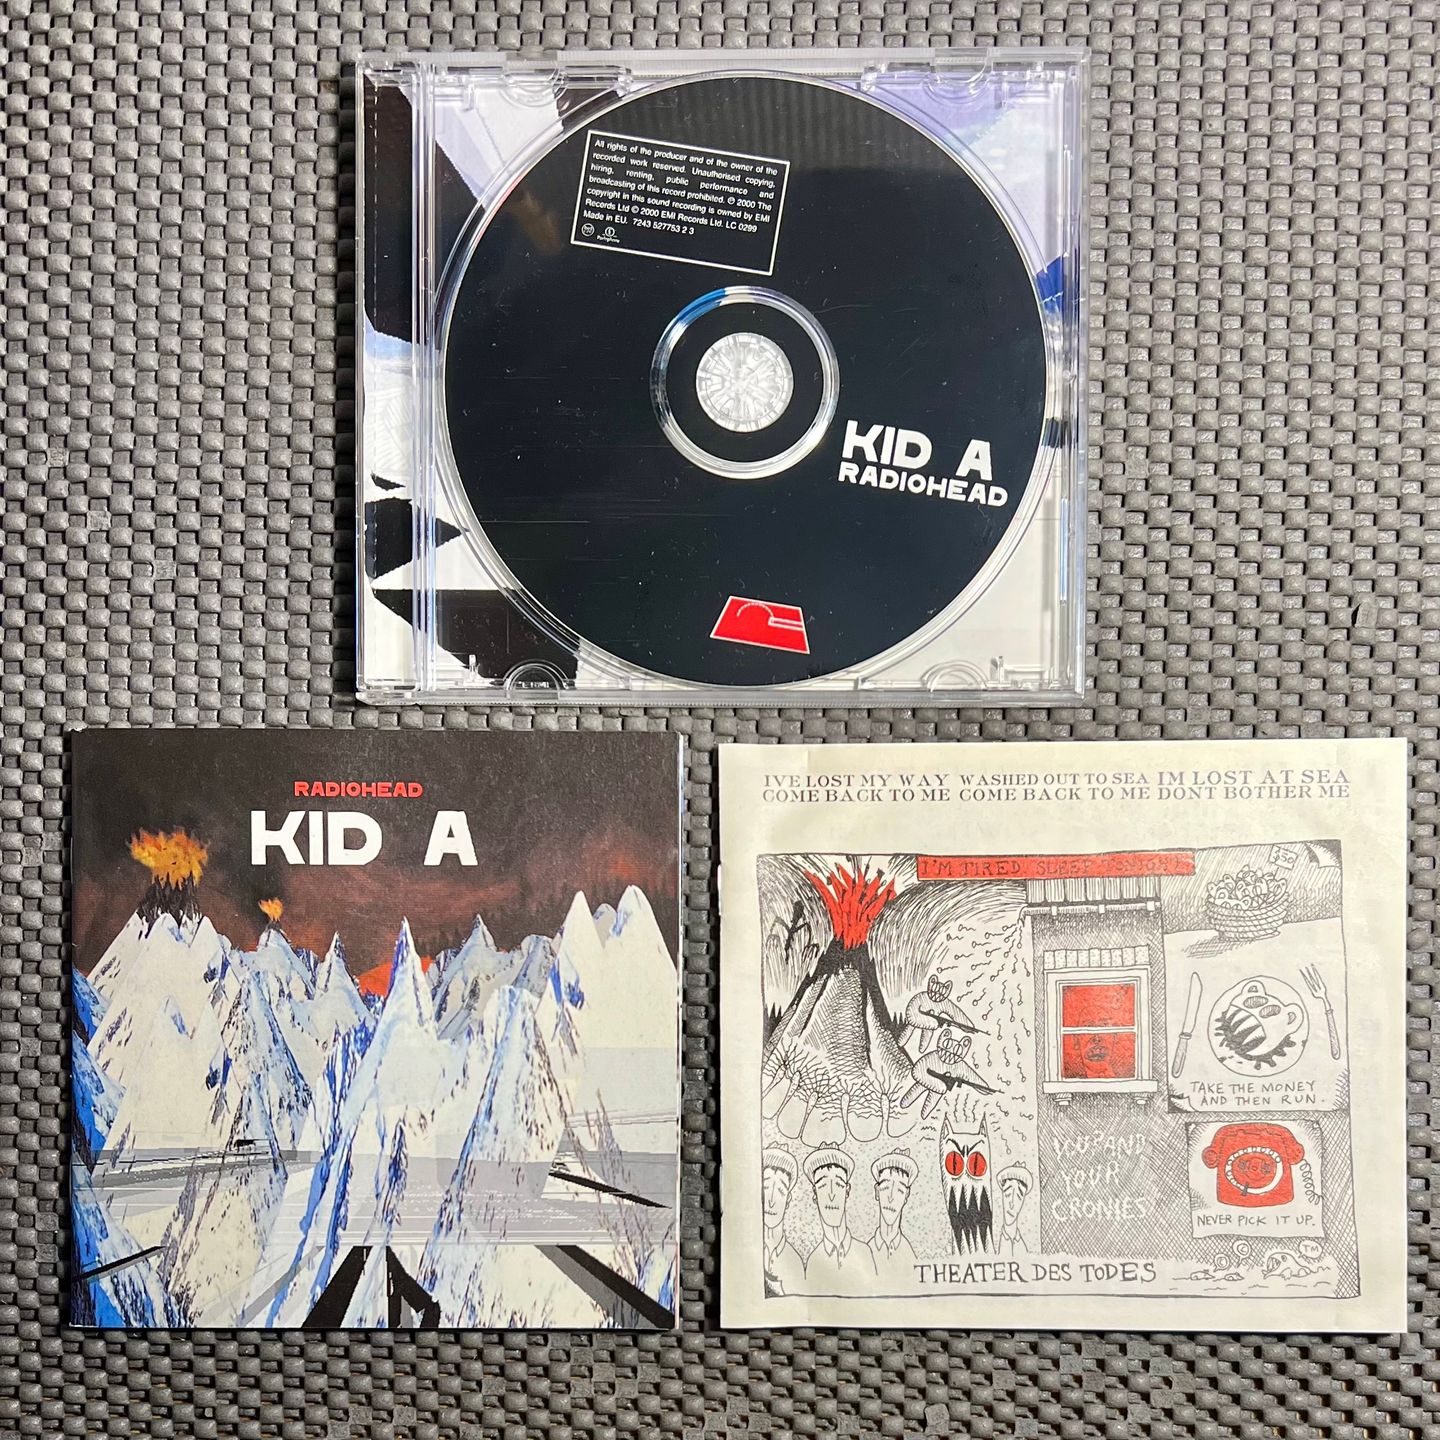 All rights of the producer and of the owner of the
recorded work reserved. Unauthorised copying,
hiring, renting, public performance and
broadcasting of this record prohibited. ℗ 2000 The
copyright in this sound recording is owned by EMI
Records Ltd © 2000 EMI Records Ltd. LC 0299
Made in EU. 7243 527753 2 3
Parlophone
KID A
RADIOHEAD
RADIOHEAD
KID A
IVE LOST MY WAY WASHED OUT TO SEA IM LOST AT SEA
COME BACK TO ME COME BACK TO ME DONT BOTHER ME
I'M TIRED SLEEP TONIGHT
$50
TAKE THE MONEY
AND THEN RUN.
YOU AND
YOUR
CRONIES
NEVER PICK IT UP.
© © TM
THEATER DES TODES